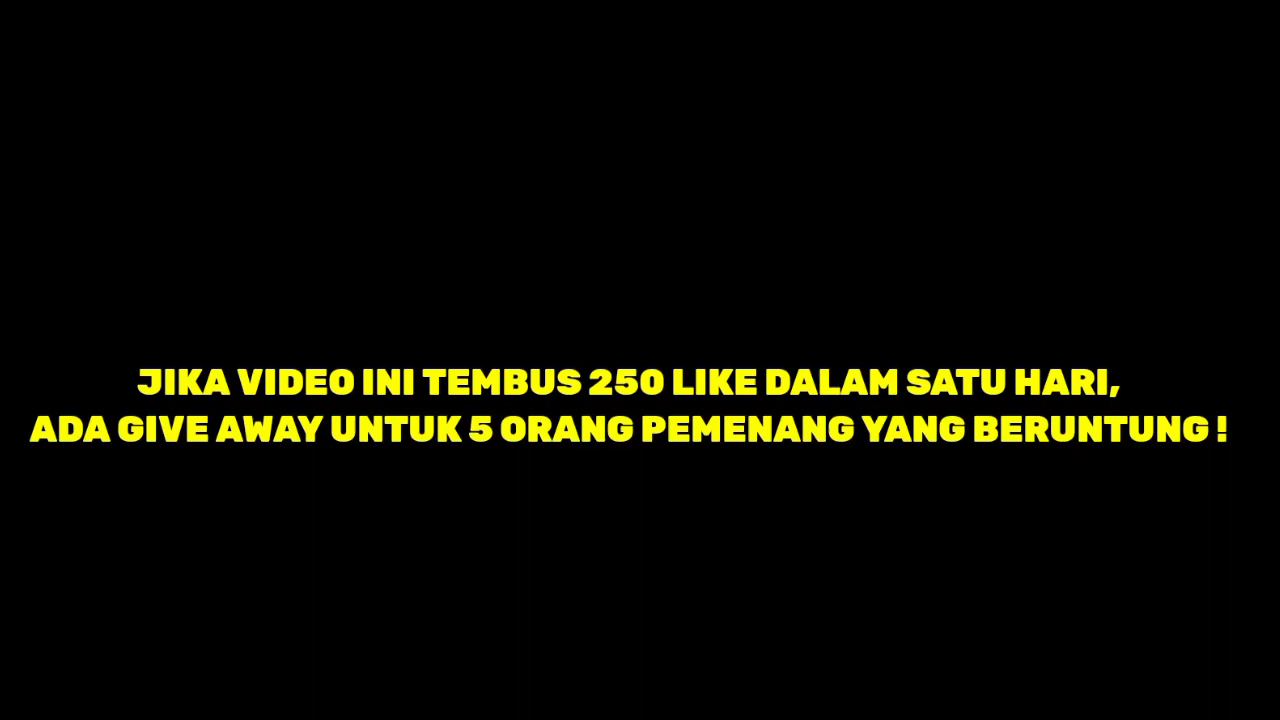 JIKA VIDEO INI TEMBUS 250 LIKE DALAM SATU HARI,
ADA GIVE AWAY UNTUK 5 ORANG PEMENANG YANG BERUNTUNG !